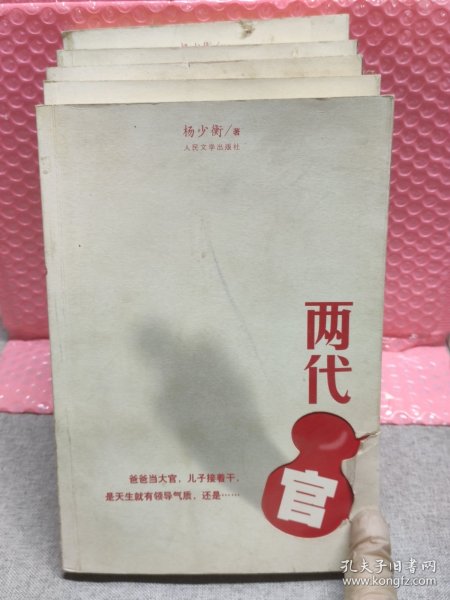 杨少衡/著
人民文学出版社
两代
官
爸爸当大官，儿子接着干，
是天生就有领导气质，还是……
孔夫子旧书网
www.kongfz.com